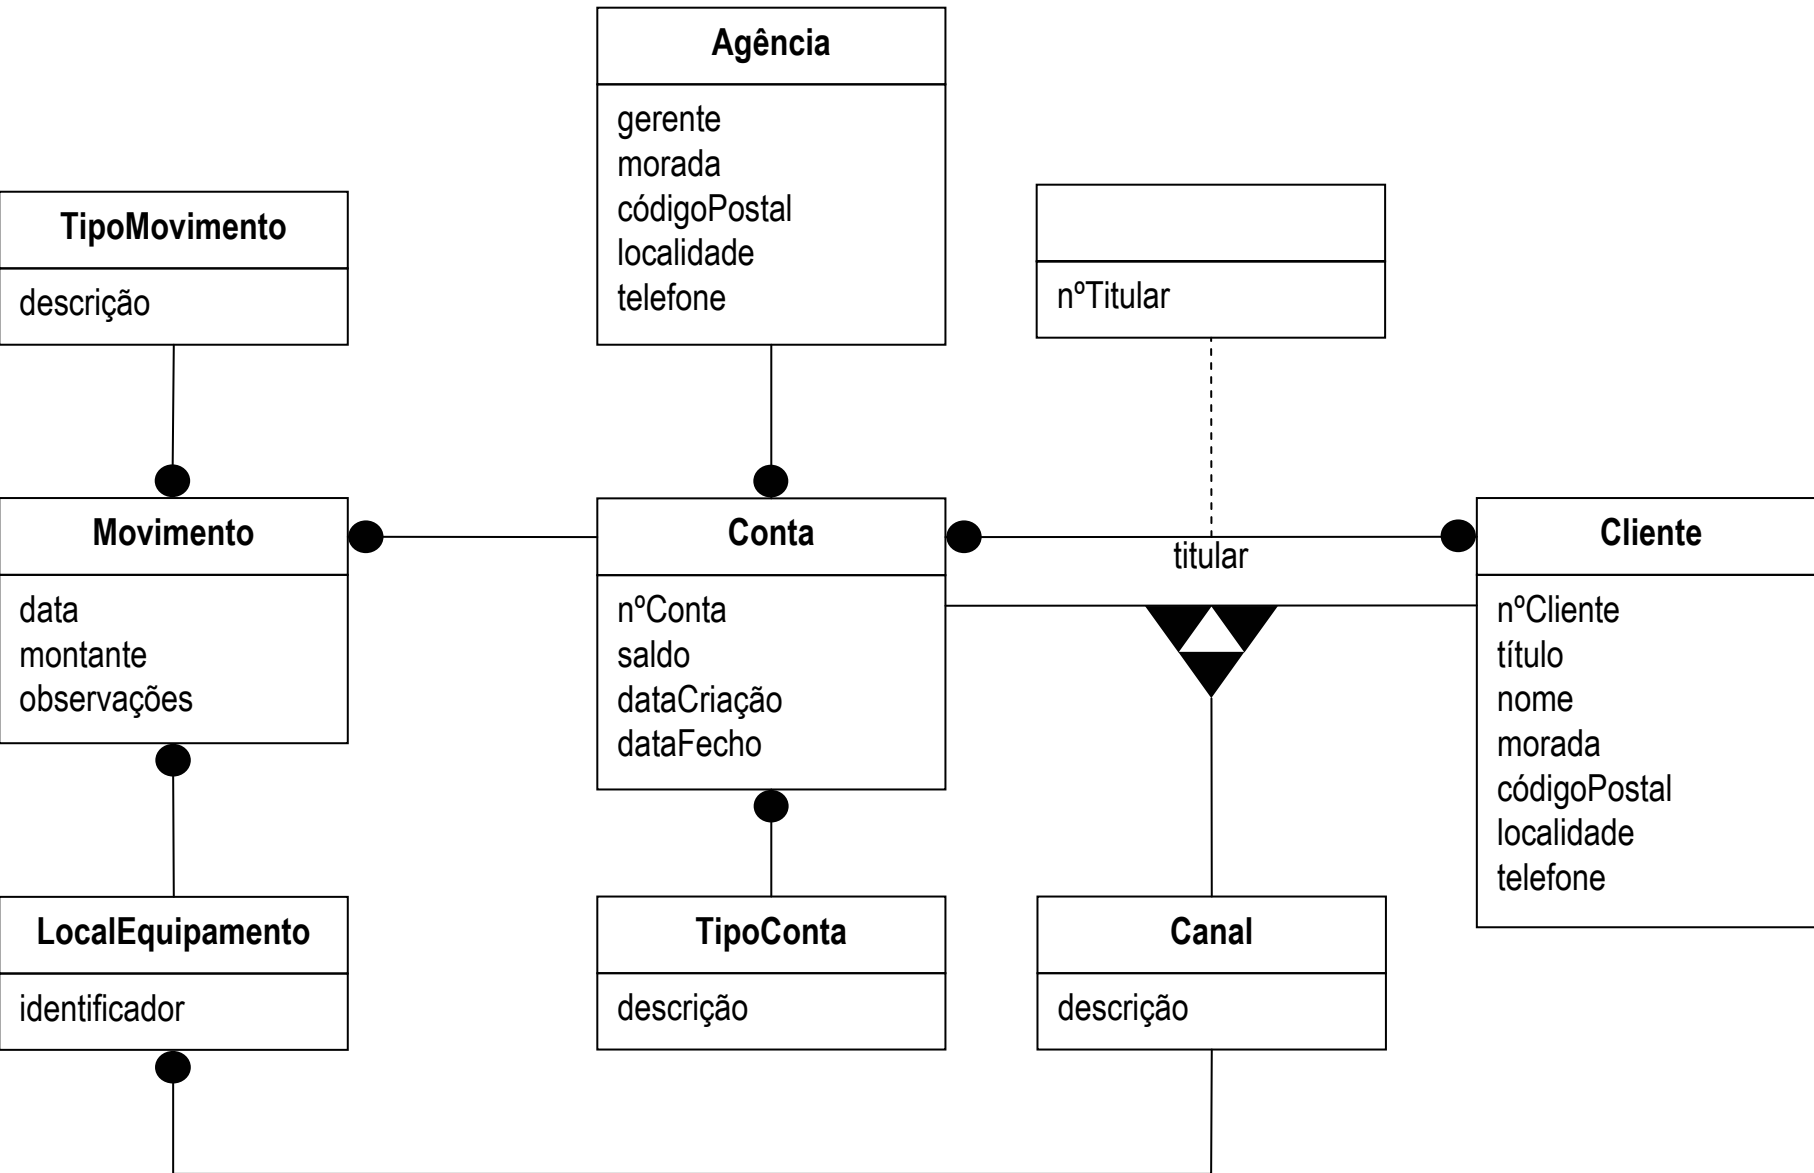 Agência
gerente
morada
códigoPostal
localidade
telefone
TipoMovimento
descrição
nºTitular
Movimento
data
montante
observações
Conta
nºConta
saldo
dataCriação
dataFecho
titular
Cliente
nºCliente
título
nome
morada
códigoPostal
localidade
telefone
LocalEquipamento
identificador
TipoConta
descrição
Canal
descrição